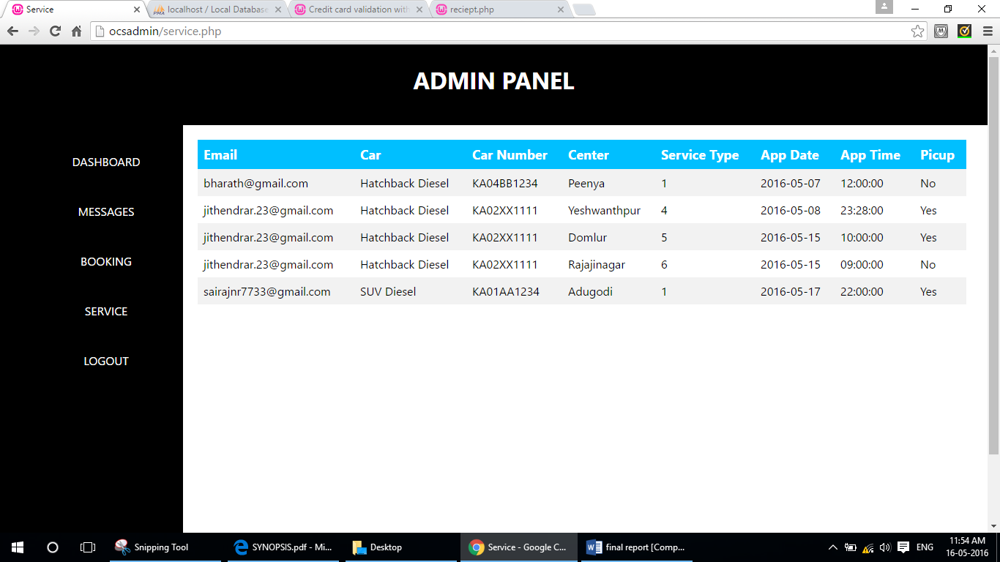 Service
localhost / Local Database
Credit card validation with
reciept.php
ocsadmin/service.php
ADMIN PANEL
DASHBOARD
MESSAGES
BOOKING
SERVICE
LOGOUT
Email Car Car Number Center Service Type App Date App Time Picup
bharath@gmail.com Hatchback Diesel KA04BB1234 Peenya 1 2016-05-07 12:00:00 No
jithendrar.23@gmail.com Hatchback Diesel KA02XX1111 Yeshwanthpur 4 2016-05-08 23:28:00 Yes
jithendrar.23@gmail.com Hatchback Diesel KA02XX1111 Domlur 5 2016-05-15 10:00:00 Yes
jithendrar.23@gmail.com Hatchback Diesel KA02XX1111 Rajajinagar 6 2016-05-15 09:00:00 No
sairajnr7733@gmail.com SUV Diesel KA01AA1234 Adugodi 1 2016-05-17 22:00:00 Yes
Snipping Tool
SYNOPSIS.pdf - Mi...
Desktop
Service - Google C...
final report [Comp...
ENG
11:54 AM
16-05-2016